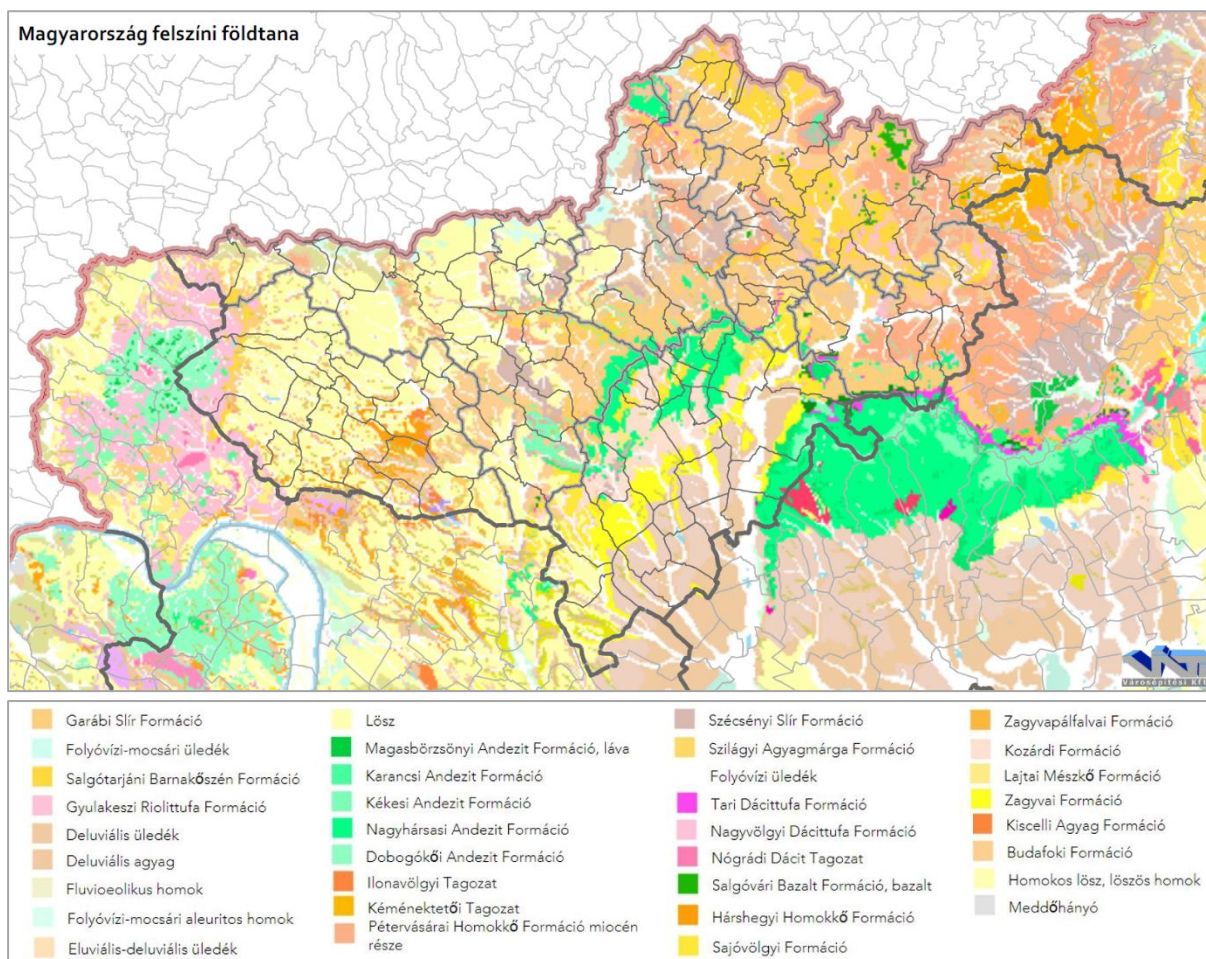 Magyarország felszíni földtana
Városépítési Kft.
Garábi Slír Formáció
Folyóvízi-mocsári üledék
Salgótarjáni Barnakőszén Formáció
Gyulakeszi Riolittufa Formáció
Deluviális üledék
Deluviális agyag
Fluvioeolikus homok
Folyóvízi-mocsári aleuritos homok
Eluviális-deluviális üledék
Lösz
Magasbörzsönyi Andezit Formáció, láva
Karancsi Andezit Formáció
Kékesi Andezit Formáció
Nagyhársasi Andezit Formáció
Dobogókői Andezit Formáció
Ilonavölgyi Tagozat
Kéménektetői Tagozat
Pétervásárai Homokkő Formáció miocén
része
Szécsényi Slír Formáció
Szilágyi Agyagmárga Formáció
Folyóvízi üledék
Tari Dácittufa Formáció
Nagyvölgyi Dácittufa Formáció
Nógrádi Dácit Tagozat
Salgóvári Bazalt Formáció, bazalt
Hárshegyi Homokkő Formáció
Sajóvölgyi Formáció
Zagyvapálfalvai Formáció
Kozárdi Formáció
Lajtai Mészkő Formáció
Zagyvai Formáció
Kiscelli Agyag Formáció
Budafoki Formáció
Homokos lösz, löszös homok
Meddőhányó